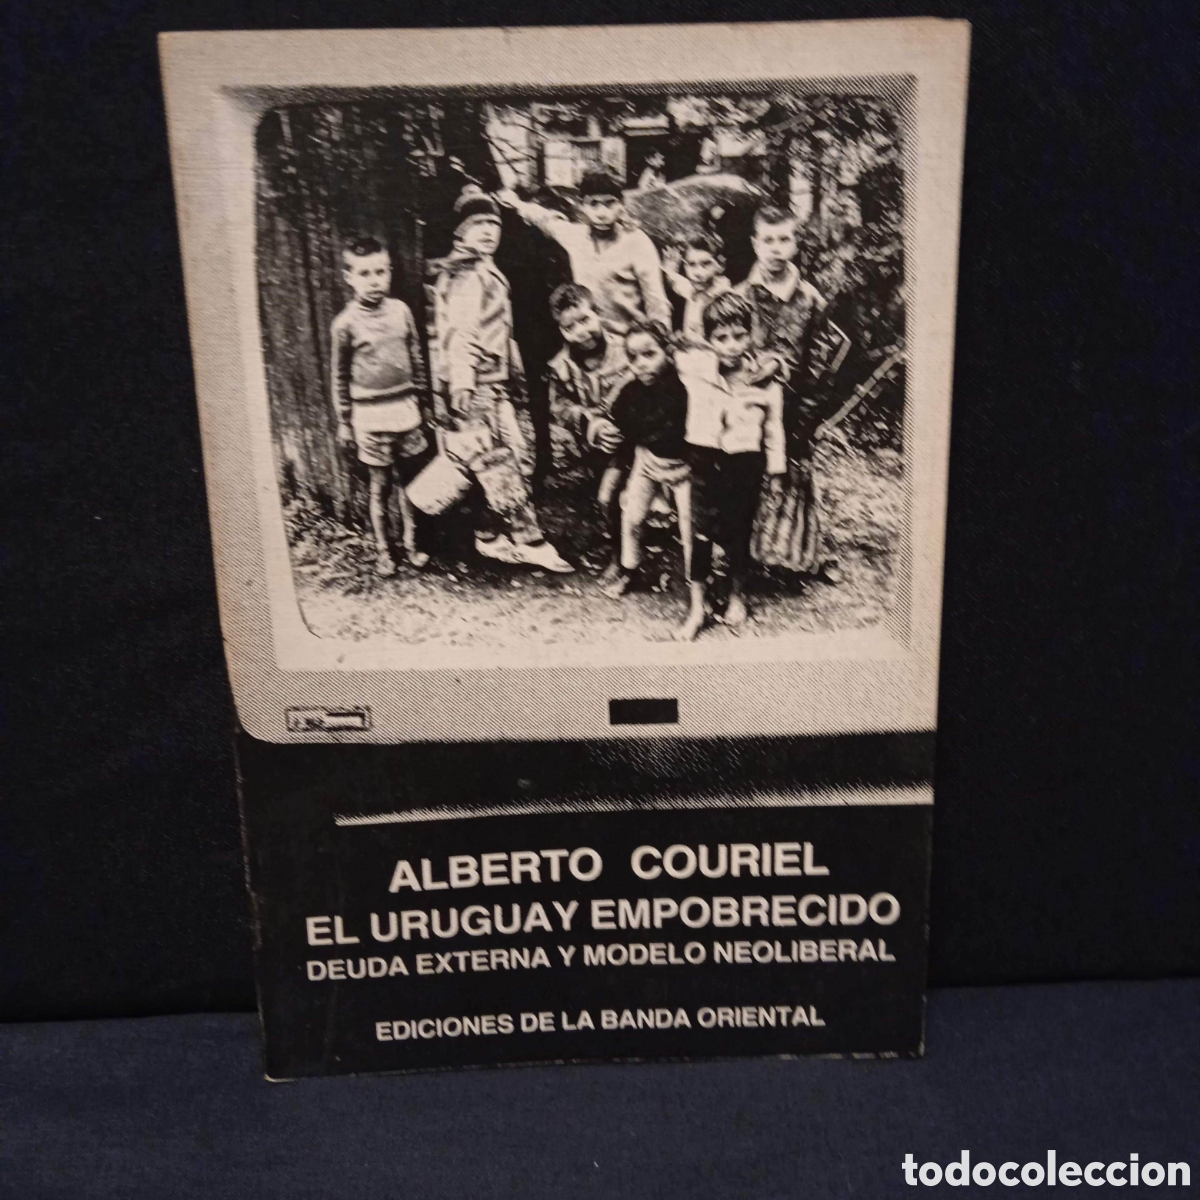 ALBERTO COURIEL
EL URUGUAY EMPOBRECIDO
DEUDA EXTERNA Y MODELO NEOLIBERAL
EDICIONES DE LA BANDA ORIENTAL
todocoleccion